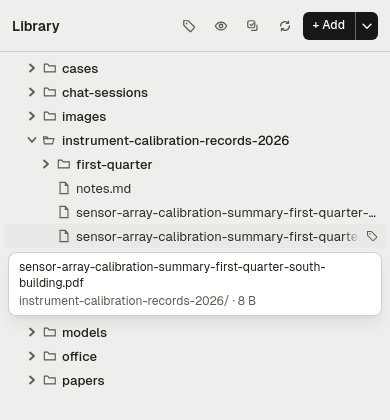 Library
+ Add
cases
chat-sessions
images
instrument-calibration-records-2026
first-quarter
notes.md
sensor-array-calibration-summary-first-quarter-...
sensor-array-calibration-summary-first-quarte
sensor-array-calibration-summary-first-quarter-south-
building.pdf
instrument-calibration-records-2026/ · 8 B
models
office
papers